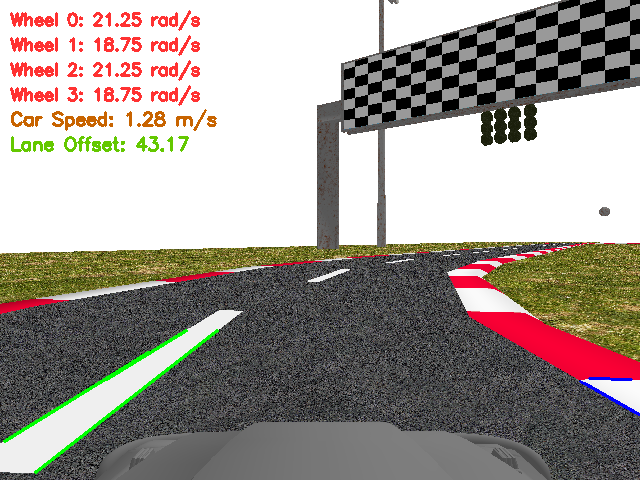 Wheel 0: 21.25 rad/s
Wheel 1: 18.75 rad/s
Wheel 2: 21.25 rad/s
Wheel 3: 18.75 rad/s
Car Speed: 1.28 m/s
Lane Offset: 43.17